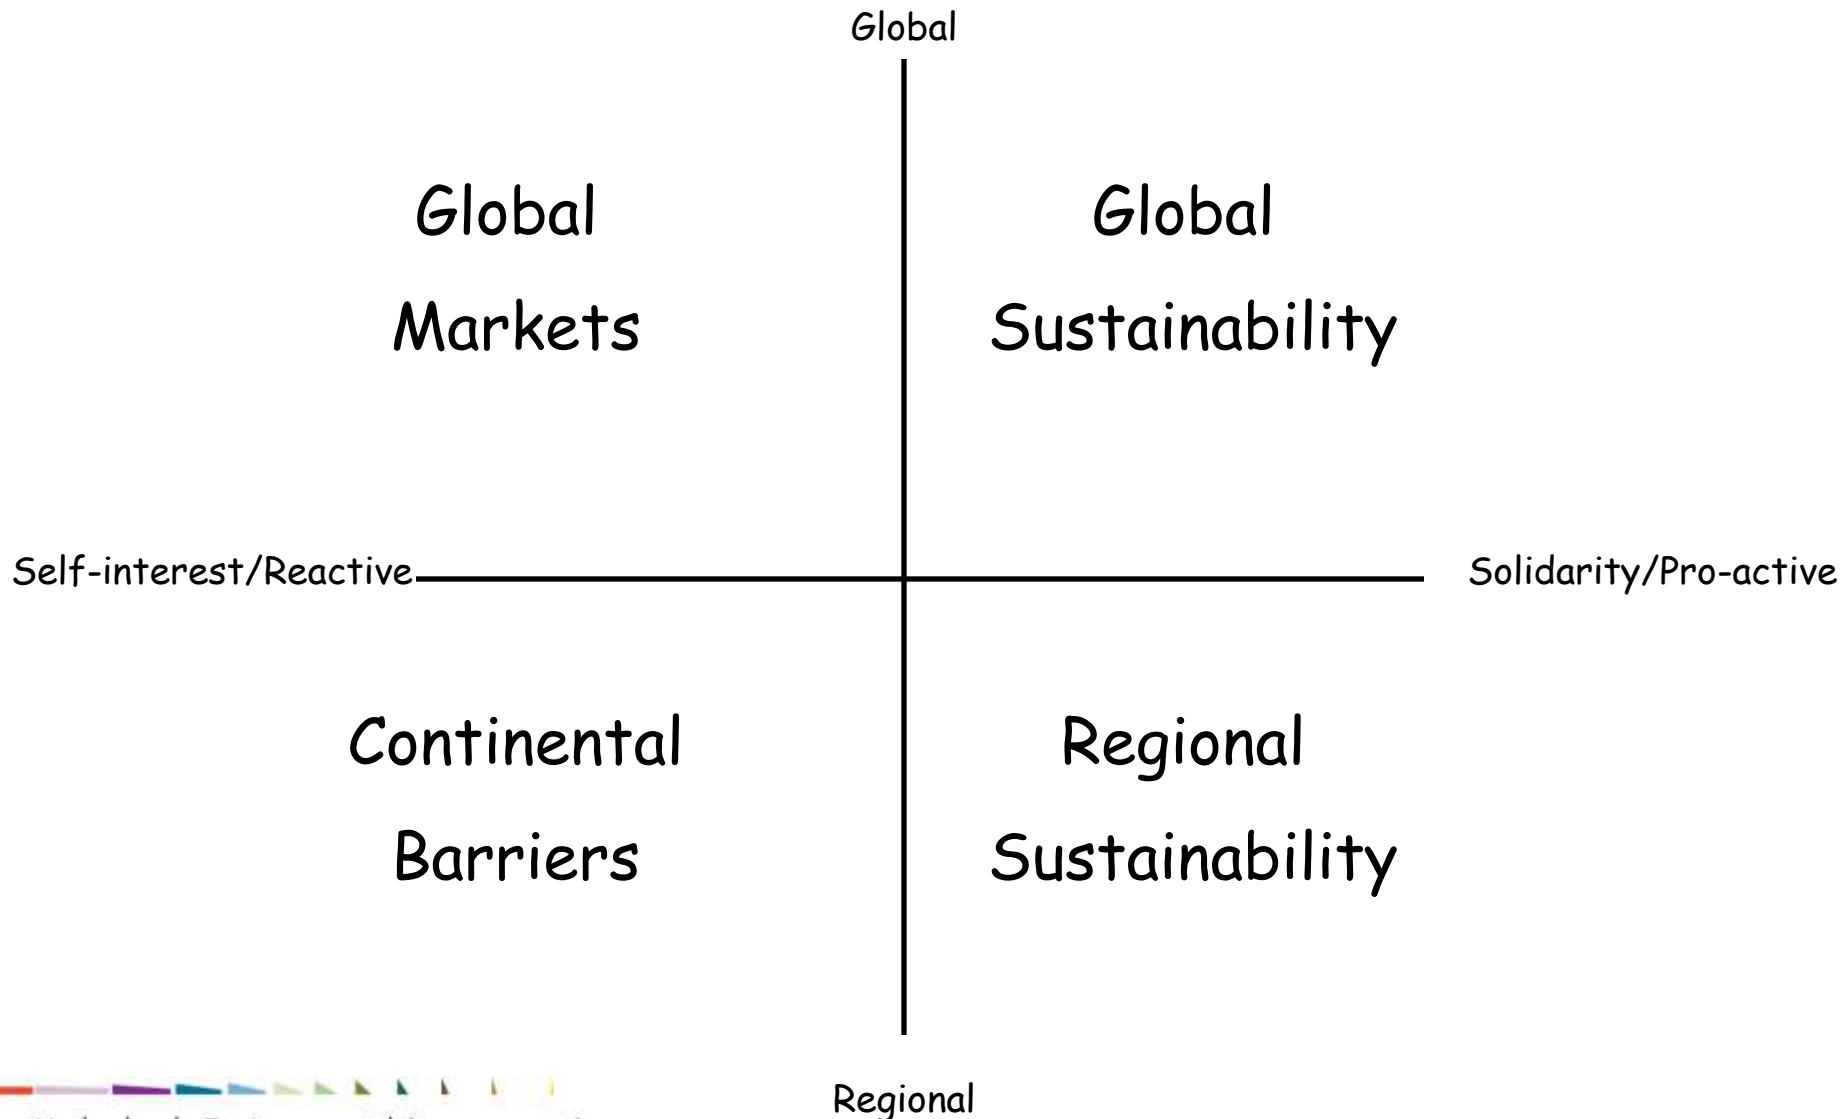 Global
Global
Global
Markets
Sustainability
Self-interest/Reactive
Solidarity/Pro-active
Continental
Regional
Barriers
Sustainability
Regional